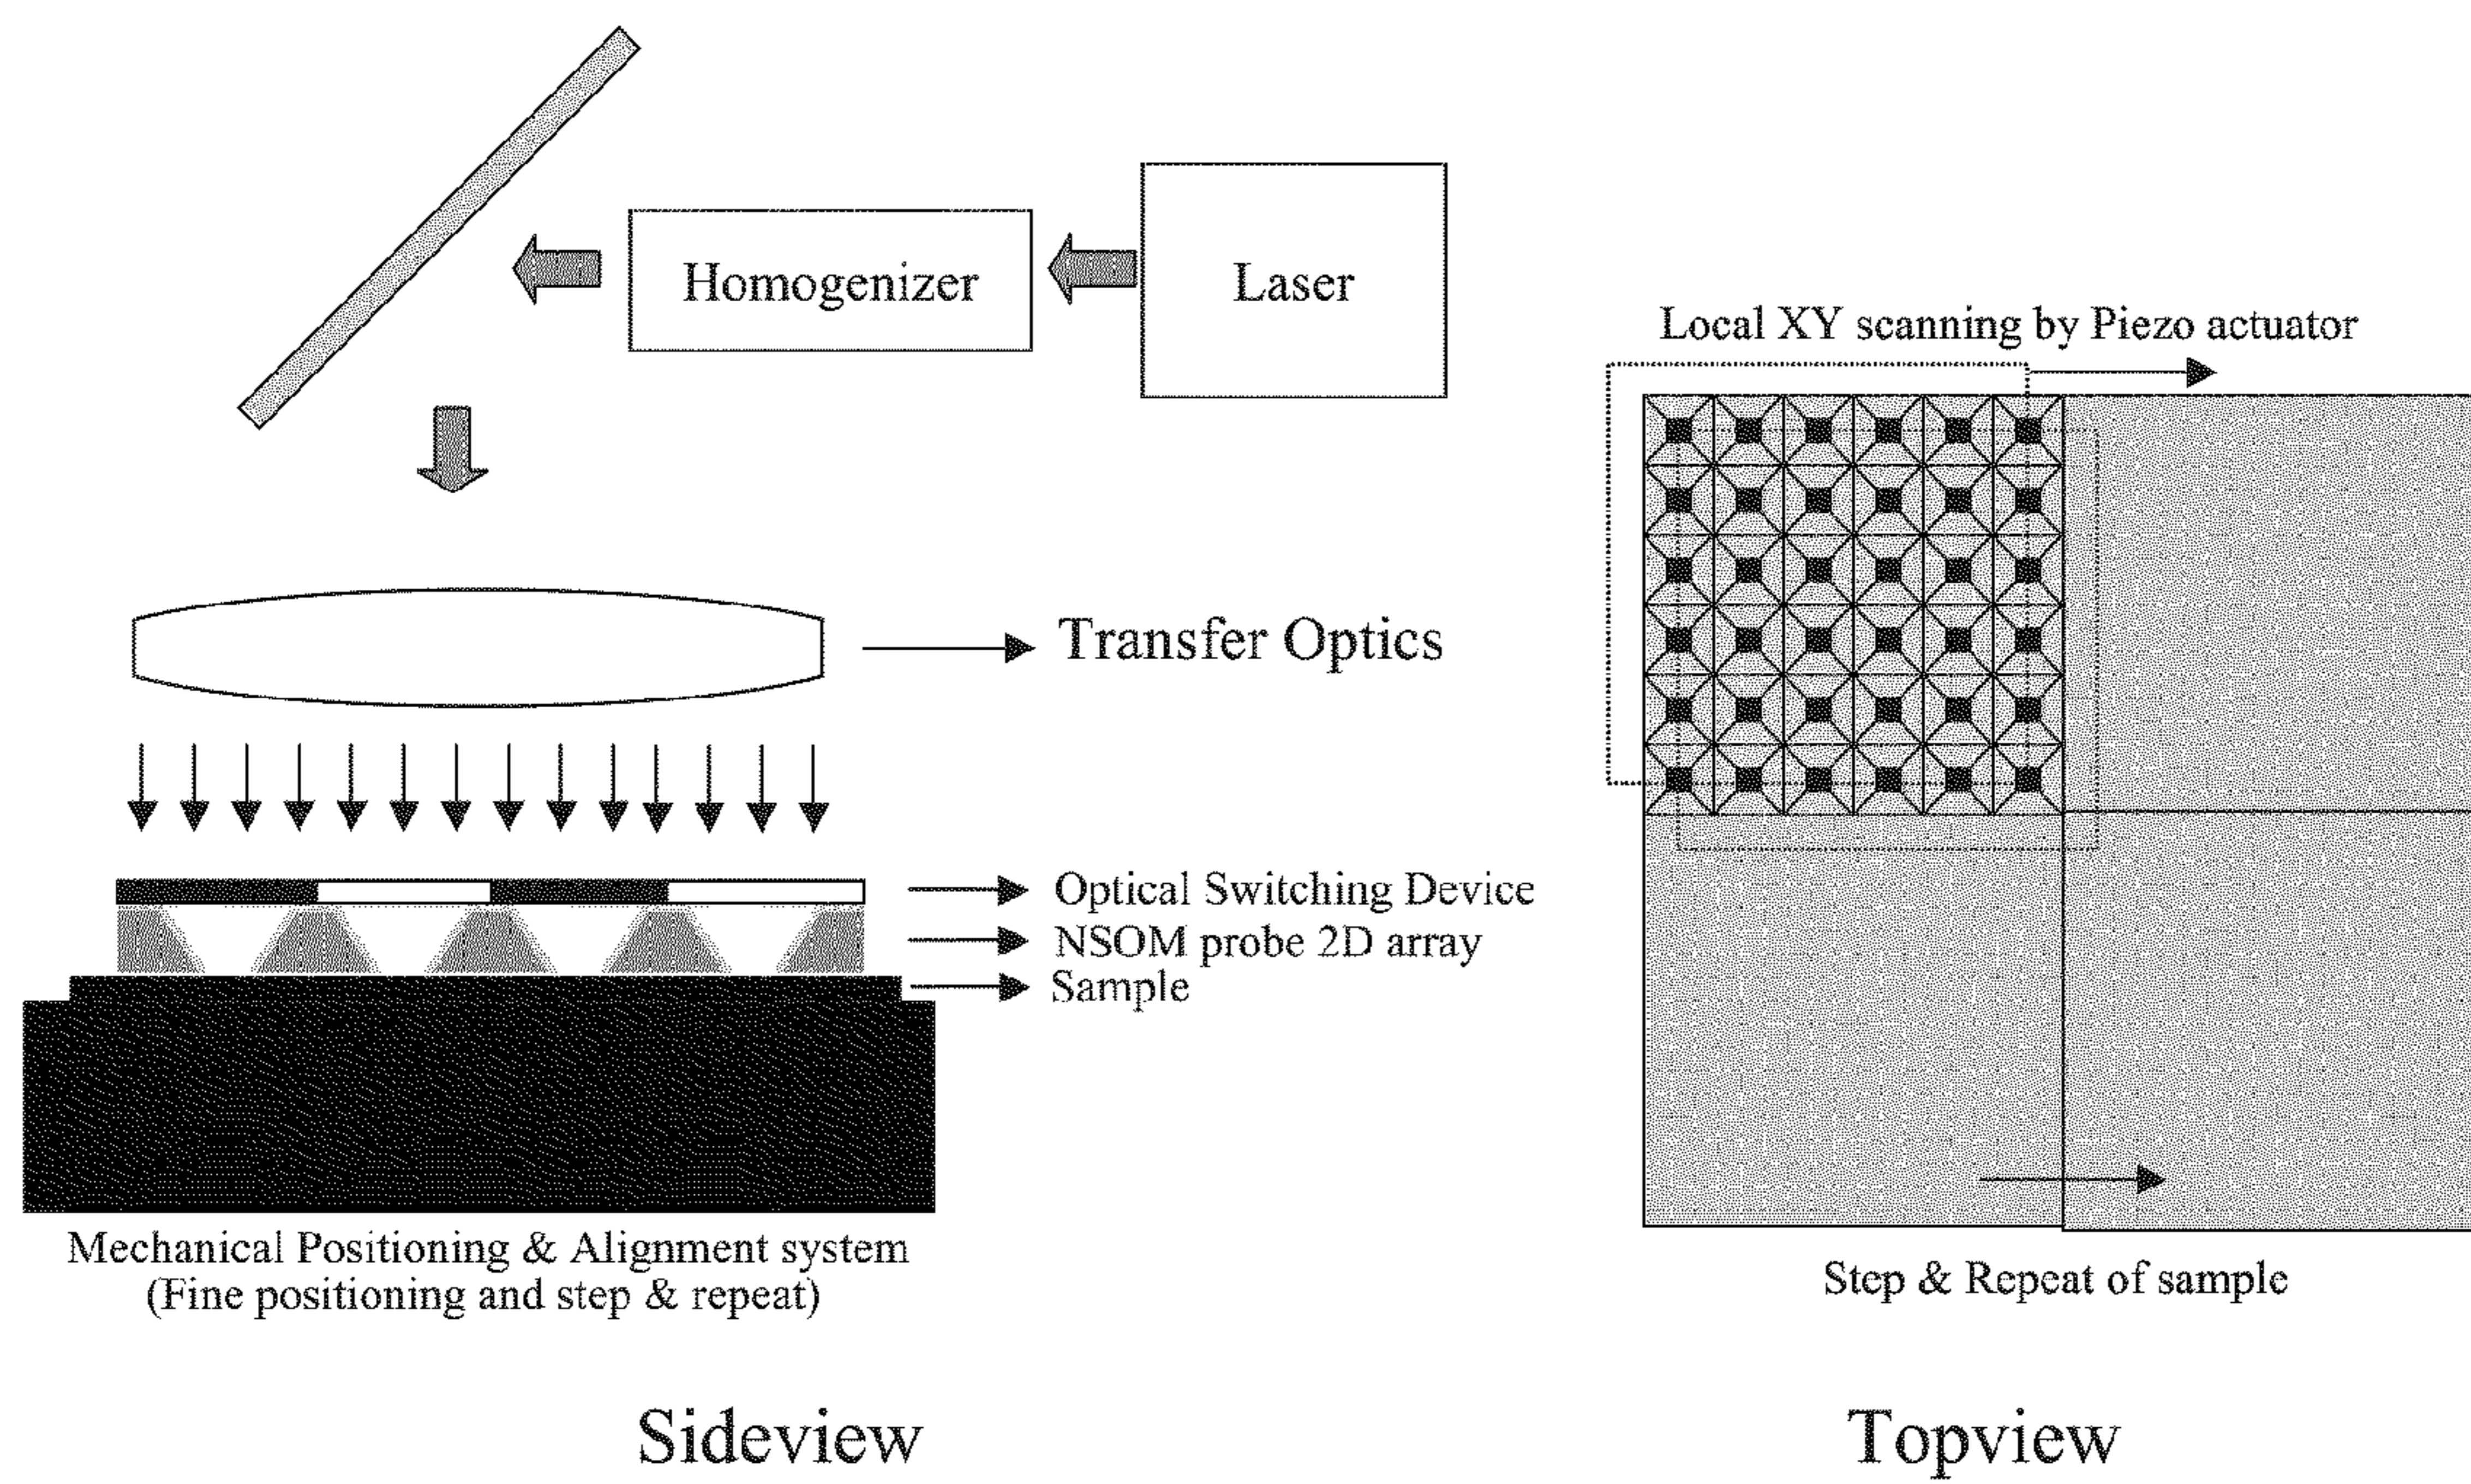 Homogenizer
Laser
Local XY scanning by Piezo actuator
Transfer Optics
Optical Switching Device
NSOM probe 2D array
Sample
Mechanical Positioning & Alignment system
(Fine positioning and step & repeat)
Step & Repeat of sample
Sideview
Topview